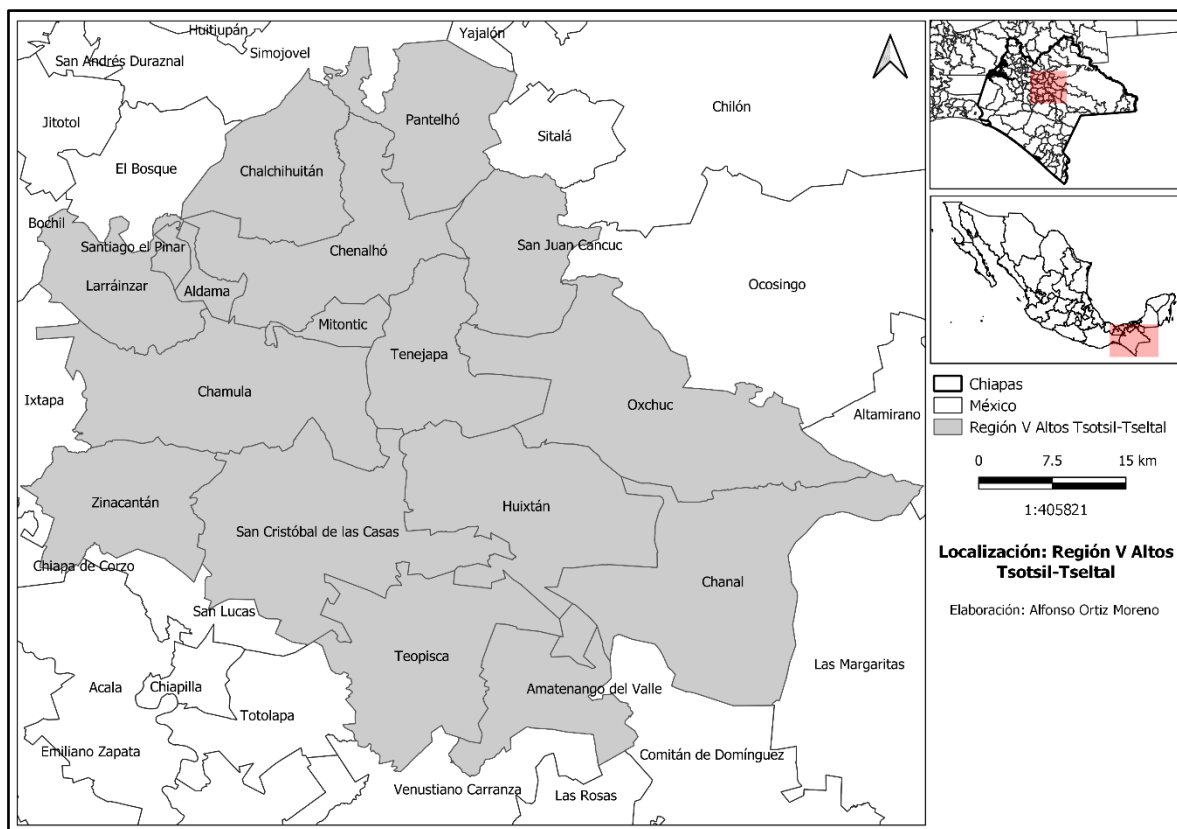 Huitiupán
Yajalón
Simojovel
San Andrés Duraznal
Chilón
Jitotol
Pantelhó
Sitalá
El Bosque
Chalchihuitán
Bochil
Santiago el Pinar
Chenalhó
San Juan Cancuc
Larráinzar
Aldama
Ocosingo
Mitontic
Tenejapa
Chamula
Ixtapa
Oxchuc
Altamirano
Zinacantán
Huixtán
San Cristóbal de las Casas
Chiapa de Corzo
Chanal
San Lucas
Teopisca
Las Margaritas
Acala
Chiapilla
Amatenango del Valle
Totolapa
Emiliano Zapata
Comitán de Domínguez
Venustiano Carranza
Las Rosas
Chiapas
México
Región V Altos Tsotsil-Tseltal
0 7.5 15 km
1:405821
Localización: Región V Altos
Tsotsil-Tseltal
Elaboración: Alfonso Ortiz Moreno